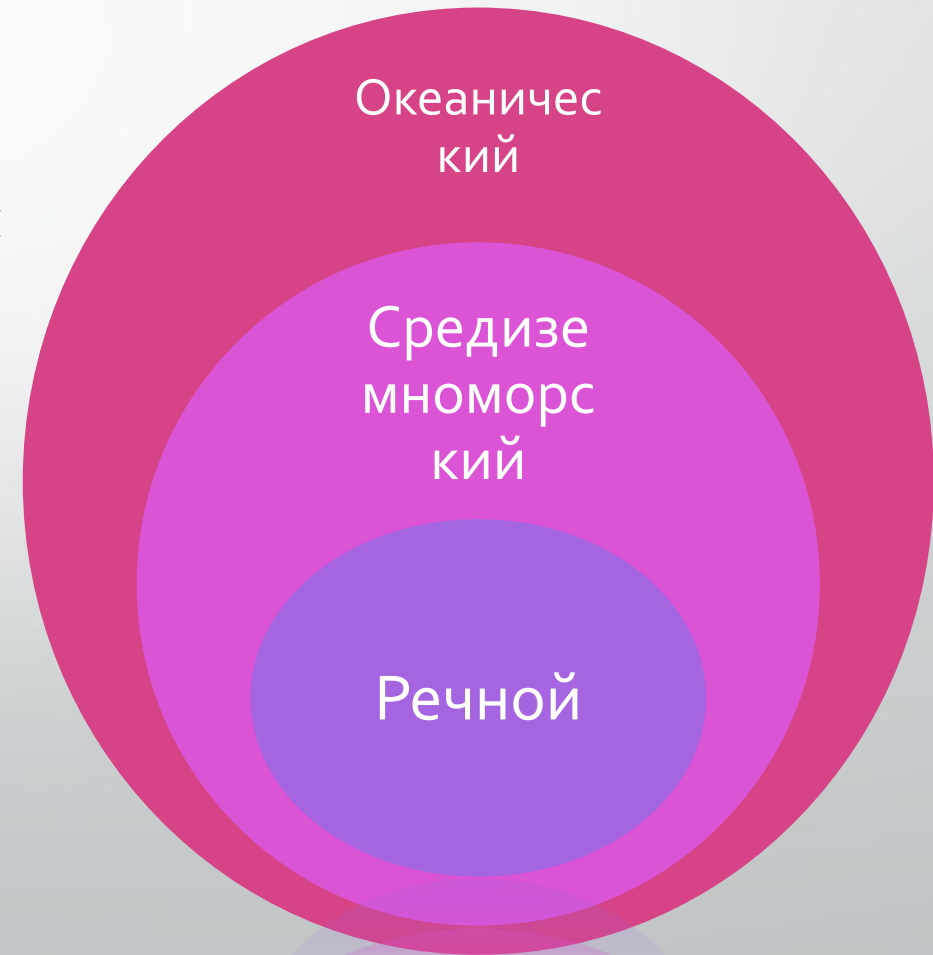 Океаничес
кий
Средизе
мноморс
кий
Речной